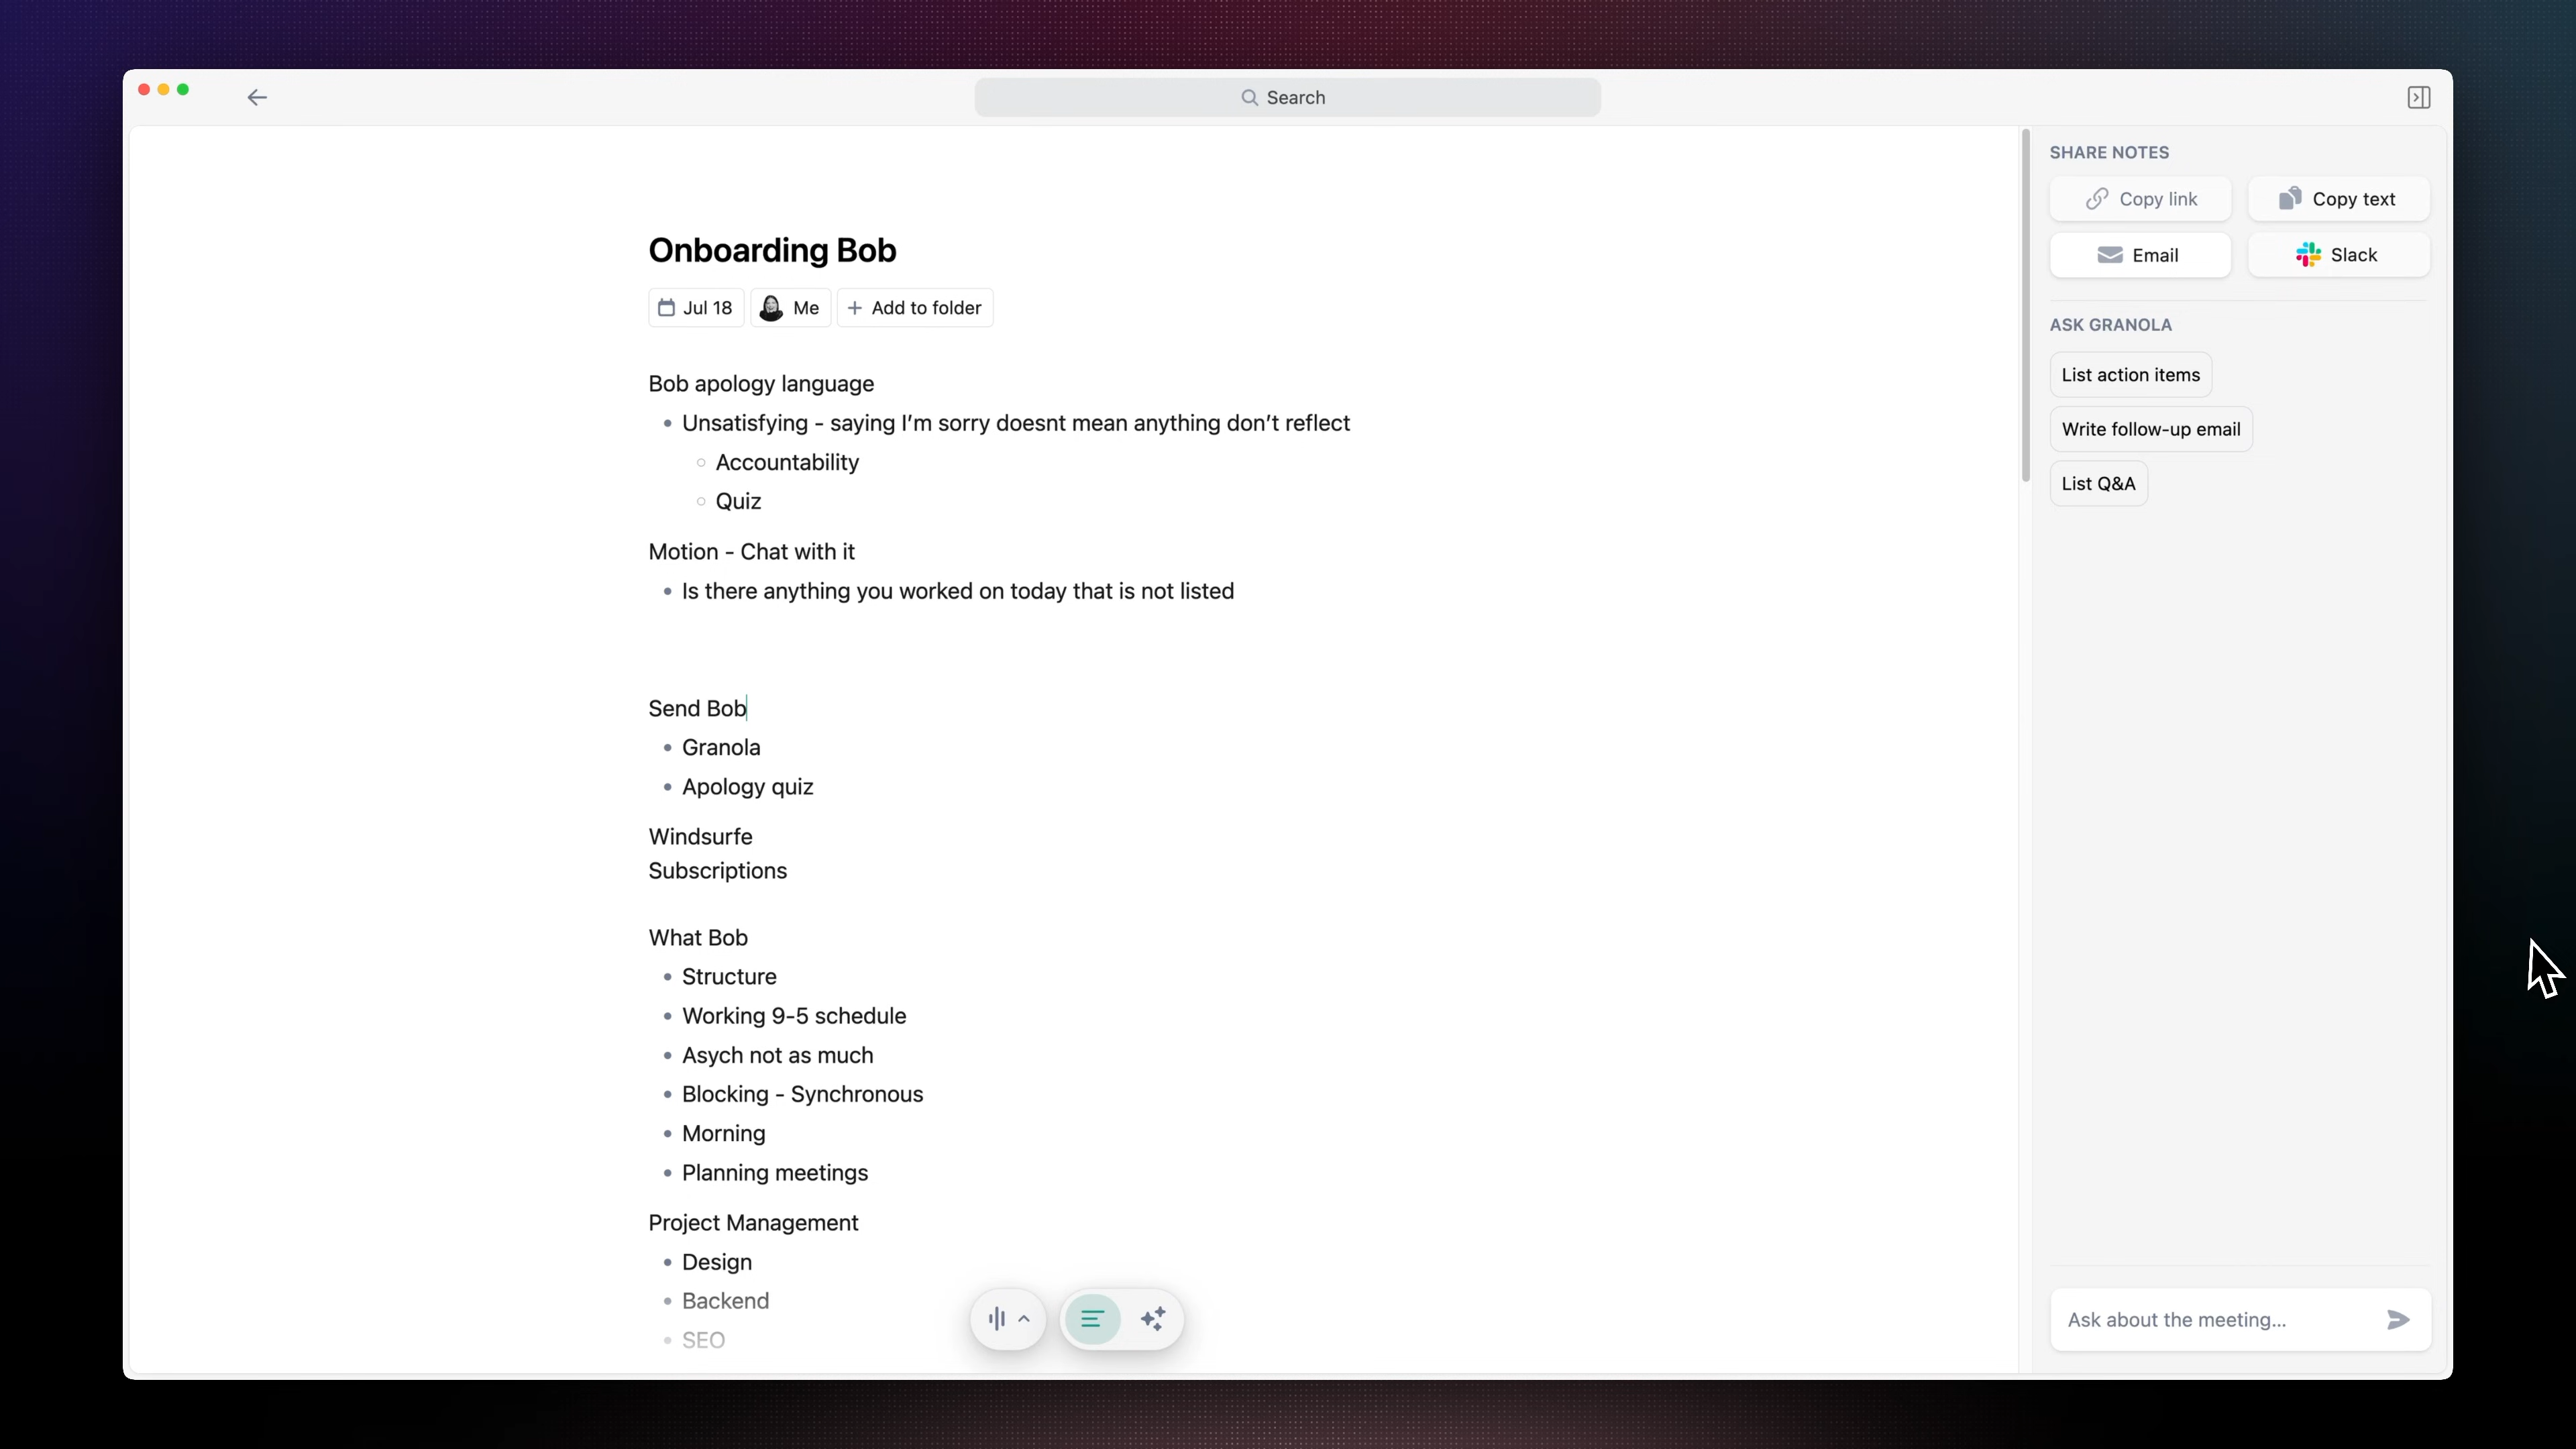 Search
Onboarding Bob
Jul 18
Me
+ Add to folder
Bob apology language
• Unsatisfying - saying I’m sorry doesnt mean anything don’t reflect
◦ Accountability
◦ Quiz
Motion - Chat with it
• Is there anything you worked on today that is not listed
Send Bob
• Granola
• Apology quiz
Windsurfe
Subscriptions
What Bob
• Structure
• Working 9-5 schedule
• Asych not as much
• Blocking - Synchronous
• Morning
• Planning meetings
Project Management
• Design
• Backend
• SEO
SHARE NOTES
Copy link
Copy text
Email
Slack
ASK GRANOLA
List action items
Write follow-up email
List Q&A
Ask about the meeting...